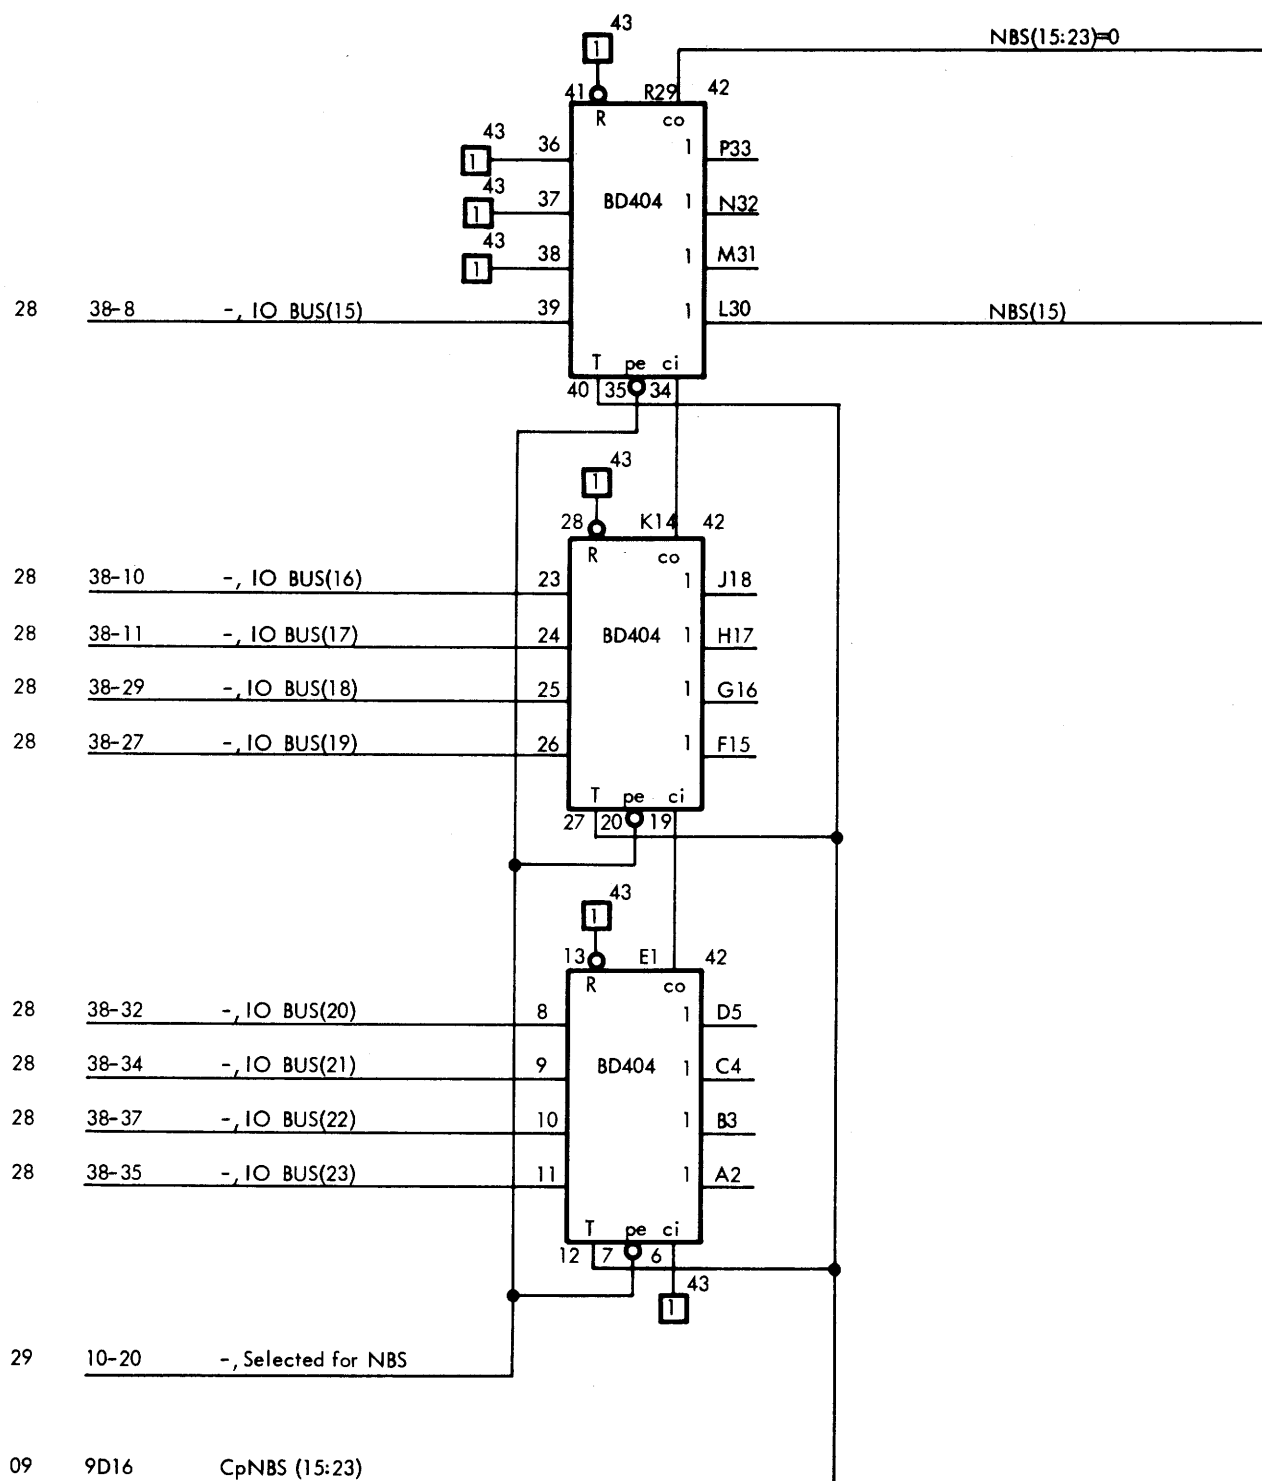 43
1
NBS(15:23)=0
41 R29 42
R co
43
1 36 1 P33
43
1 37 BD404 1 N32
43
1 38 1 M31
28 38-8 -, IO BUS(15) 39 1 L30 NBS(15)
T pe ci
40 35 34
43
1
28 K14 42
R co
28 38-10 -, IO BUS(16) 23 1 J18
28 38-11 -, IO BUS(17) 24 BD404 1 H17
28 38-29 -, IO BUS(18) 25 1 G16
28 38-27 -, IO BUS(19) 26 1 F15
T pe ci
27 20 19
43
1
13 E1 42
R co
28 38-32 -, IO BUS(20) 8 1 D5
28 38-34 -, IO BUS(21) 9 BD404 1 C4
28 38-37 -, IO BUS(22) 10 1 B3
28 38-35 -, IO BUS(23) 11 1 A2
T pe ci
12 7 6
43
1
29 10-20 -, Selected for NBS
09 9D16 CpNBS (15:23)